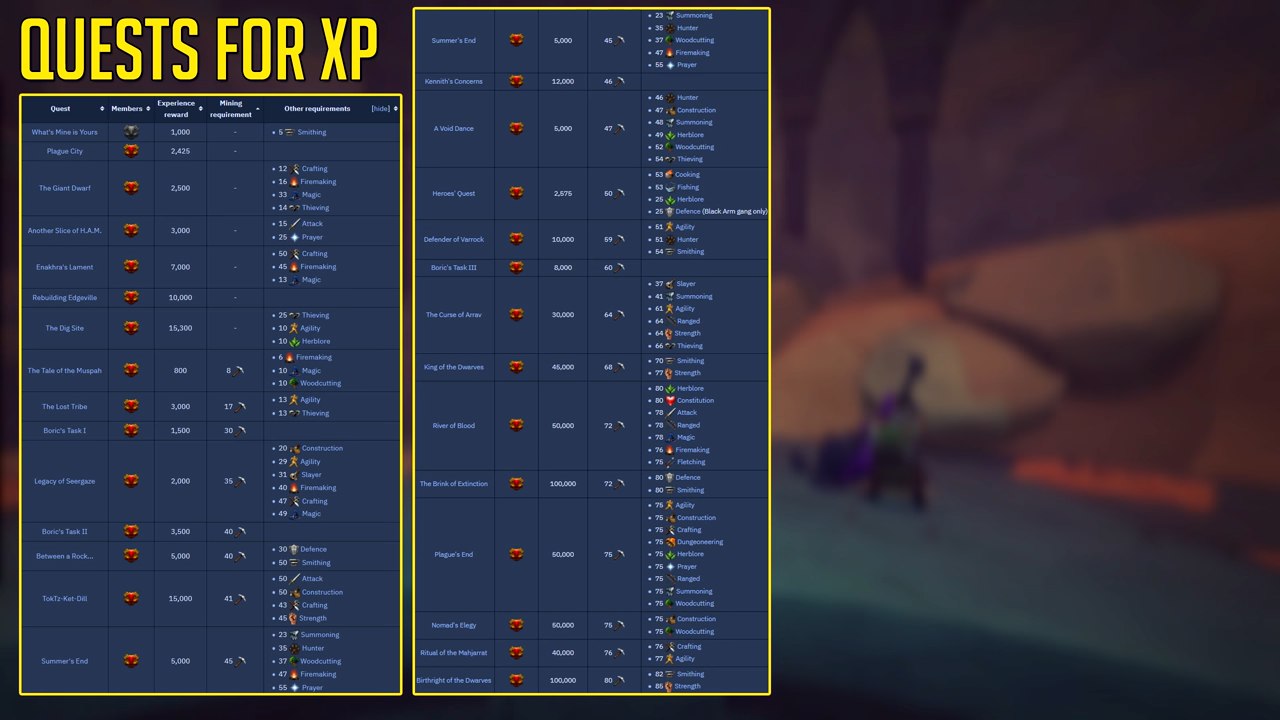 QUESTS FOR XP
Quest Members Experience reward Mining requirement Other requirements [hide]
What's Mine is Yours 1,000 -
• 5 Smithing
Plague City 2,425 -
The Giant Dwarf 2,500 -
• 12 Crafting
• 16 Firemaking
• 33 Magic
• 14 Thieving
Another Slice of H.A.M. 3,000 -
• 15 Attack
• 25 Prayer
Enakhra's Lament 7,000 -
• 50 Crafting
• 45 Firemaking
• 13 Magic
Rebuilding Edgeville 10,000 -
The Dig Site 15,300 -
• 25 Thieving
• 10 Agility
• 10 Herblore
The Tale of the Muspah 800 8
• 6 Firemaking
• 10 Magic
• 10 Woodcutting
The Lost Tribe 3,000 17
• 13 Agility
• 13 Thieving
Boric's Task I 1,500 30
Legacy of Seergaze 2,000 35
• 20 Construction
• 29 Agility
• 31 Slayer
• 40 Firemaking
• 47 Crafting
• 49 Magic
Boric's Task II 3,500 40
Between a Rock... 5,000 40
• 30 Defence
• 50 Smithing
TokTz-Ket-Dill 15,000 41
• 50 Attack
• 50 Construction
• 43 Crafting
• 45 Strength
Summer's End 5,000 45
• 23 Summoning
• 35 Hunter
• 37 Woodcutting
• 47 Firemaking
• 55 Prayer
Summer's End 5,000 45
• 23 Summoning
• 35 Hunter
• 37 Woodcutting
• 47 Firemaking
• 55 Prayer
Kennith's Concerns 12,000 46
A Void Dance 5,000 47
• 46 Hunter
• 47 Construction
• 48 Summoning
• 49 Herblore
• 52 Woodcutting
• 54 Thieving
Heroes' Quest 2,575 50
• 53 Cooking
• 53 Fishing
• 25 Herblore
• 25 Defence (Black Arm gang only)
Defender of Varrock 10,000 59
• 51 Agility
• 51 Hunter
• 54 Smithing
Boric's Task III 8,000 60
The Curse of Arrav 30,000 64
• 37 Slayer
• 41 Summoning
• 61 Agility
• 64 Ranged
• 64 Strength
• 66 Thieving
King of the Dwarves 45,000 68
• 70 Smithing
• 77 Strength
River of Blood 50,000 72
• 80 Herblore
• 80 Constitution
• 78 Attack
• 78 Ranged
• 78 Magic
• 76 Firemaking
• 75 Fletching
The Brink of Extinction 100,000 72
• 80 Defence
• 80 Smithing
Plague's End 50,000 75
• 75 Agility
• 75 Construction
• 75 Crafting
• 75 Dungeoneering
• 75 Herblore
• 75 Prayer
• 75 Ranged
• 75 Summoning
• 75 Woodcutting
Nomad's Elegy 50,000 75
• 75 Construction
• 75 Woodcutting
Ritual of the Mahjarrat 40,000 76
• 76 Crafting
• 77 Agility
Birthright of the Dwarves 100,000 80
• 82 Smithing
• 85 Strength